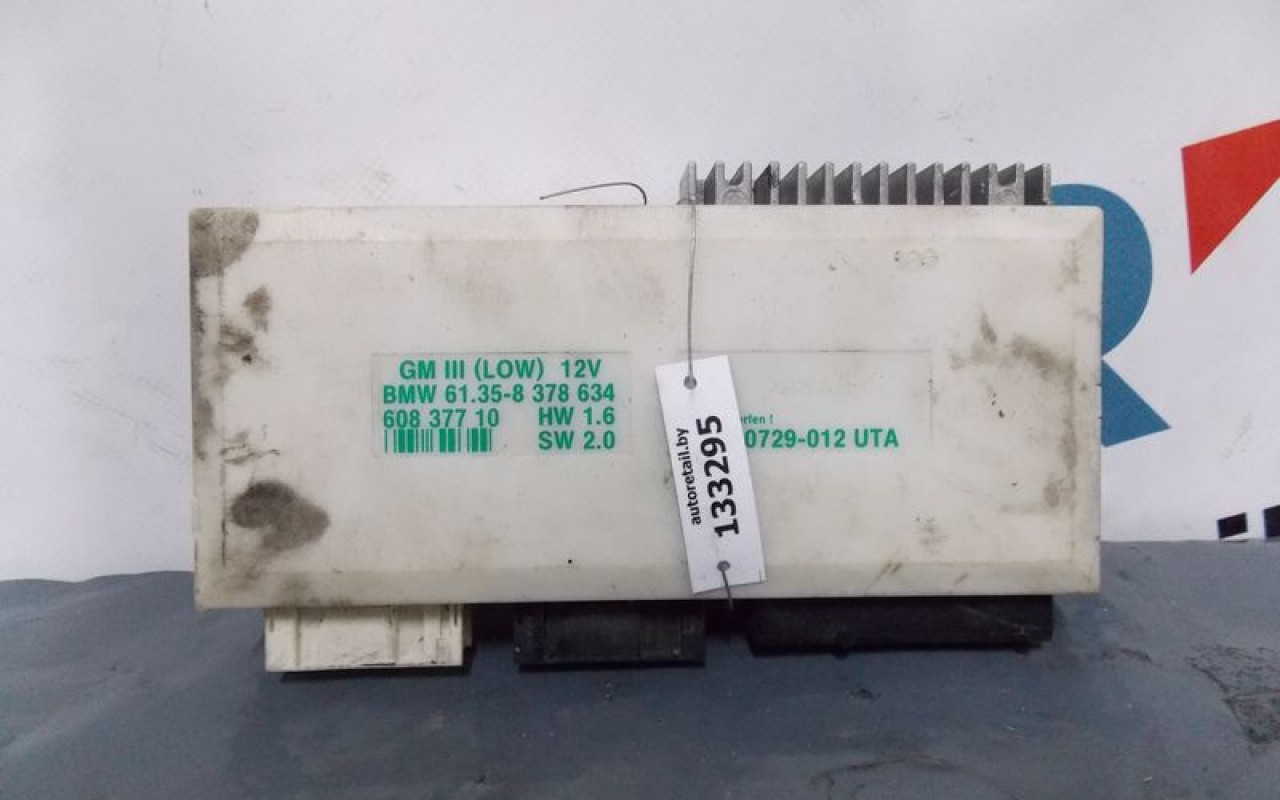 GM III (LOW) 12V
BMW 61.35-8 378 634
608 377 10 HW 1.6
SW 2.0
0729-012 UTA
autoretail.by
133295
R